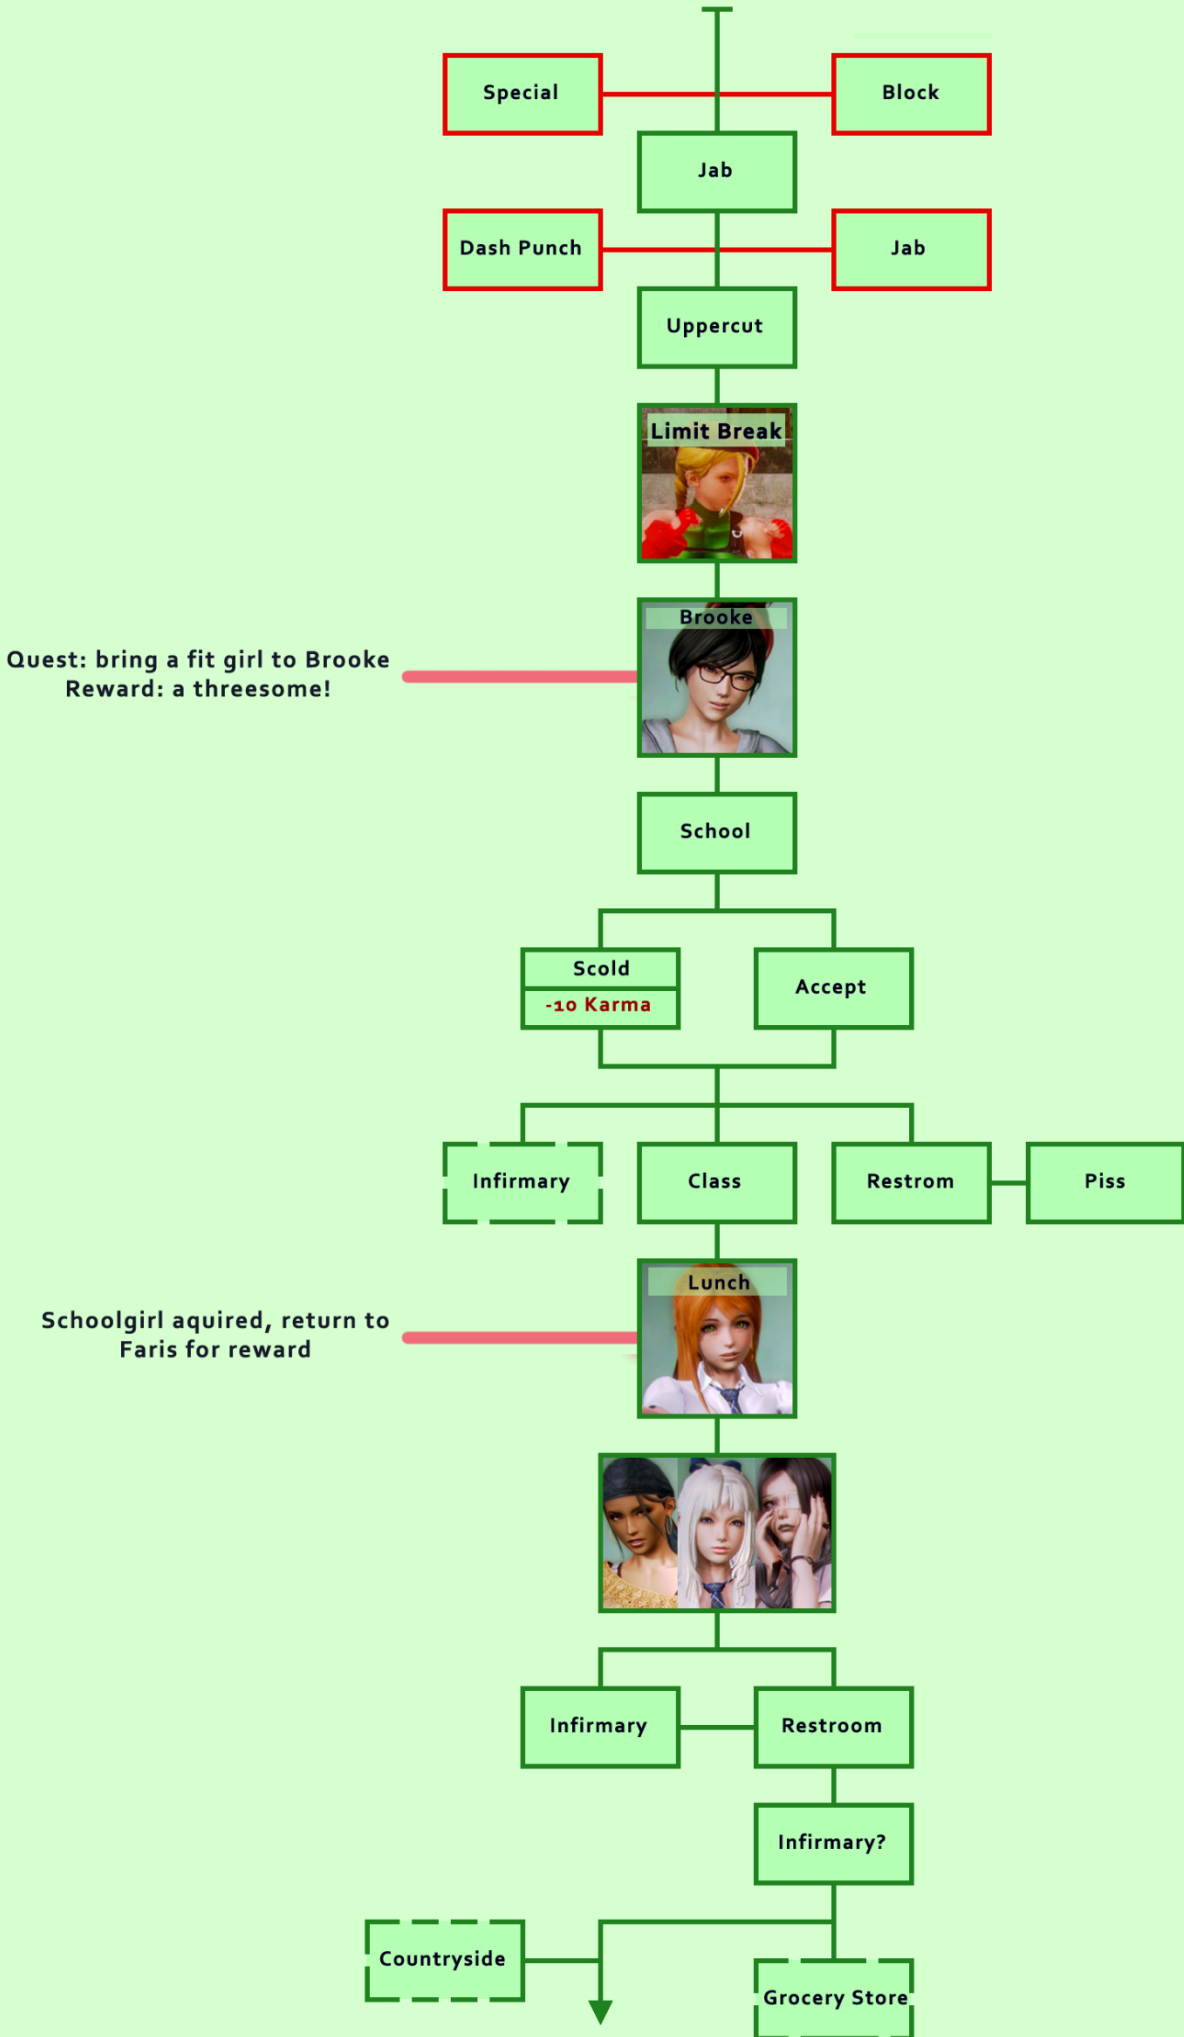 Special
Block
Jab
Dash Punch
Jab
Uppercut
Limit Break
Brooke
Quest: bring a fit girl to Brooke
Reward: a threesome!
School
Scold
-10 Karma
Accept
Infirmary
Class
Restrom
Piss
Lunch
Schoolgirl aquired, return to
Faris for reward
Infirmary
Restroom
Infirmary?
Countryside
Grocery Store